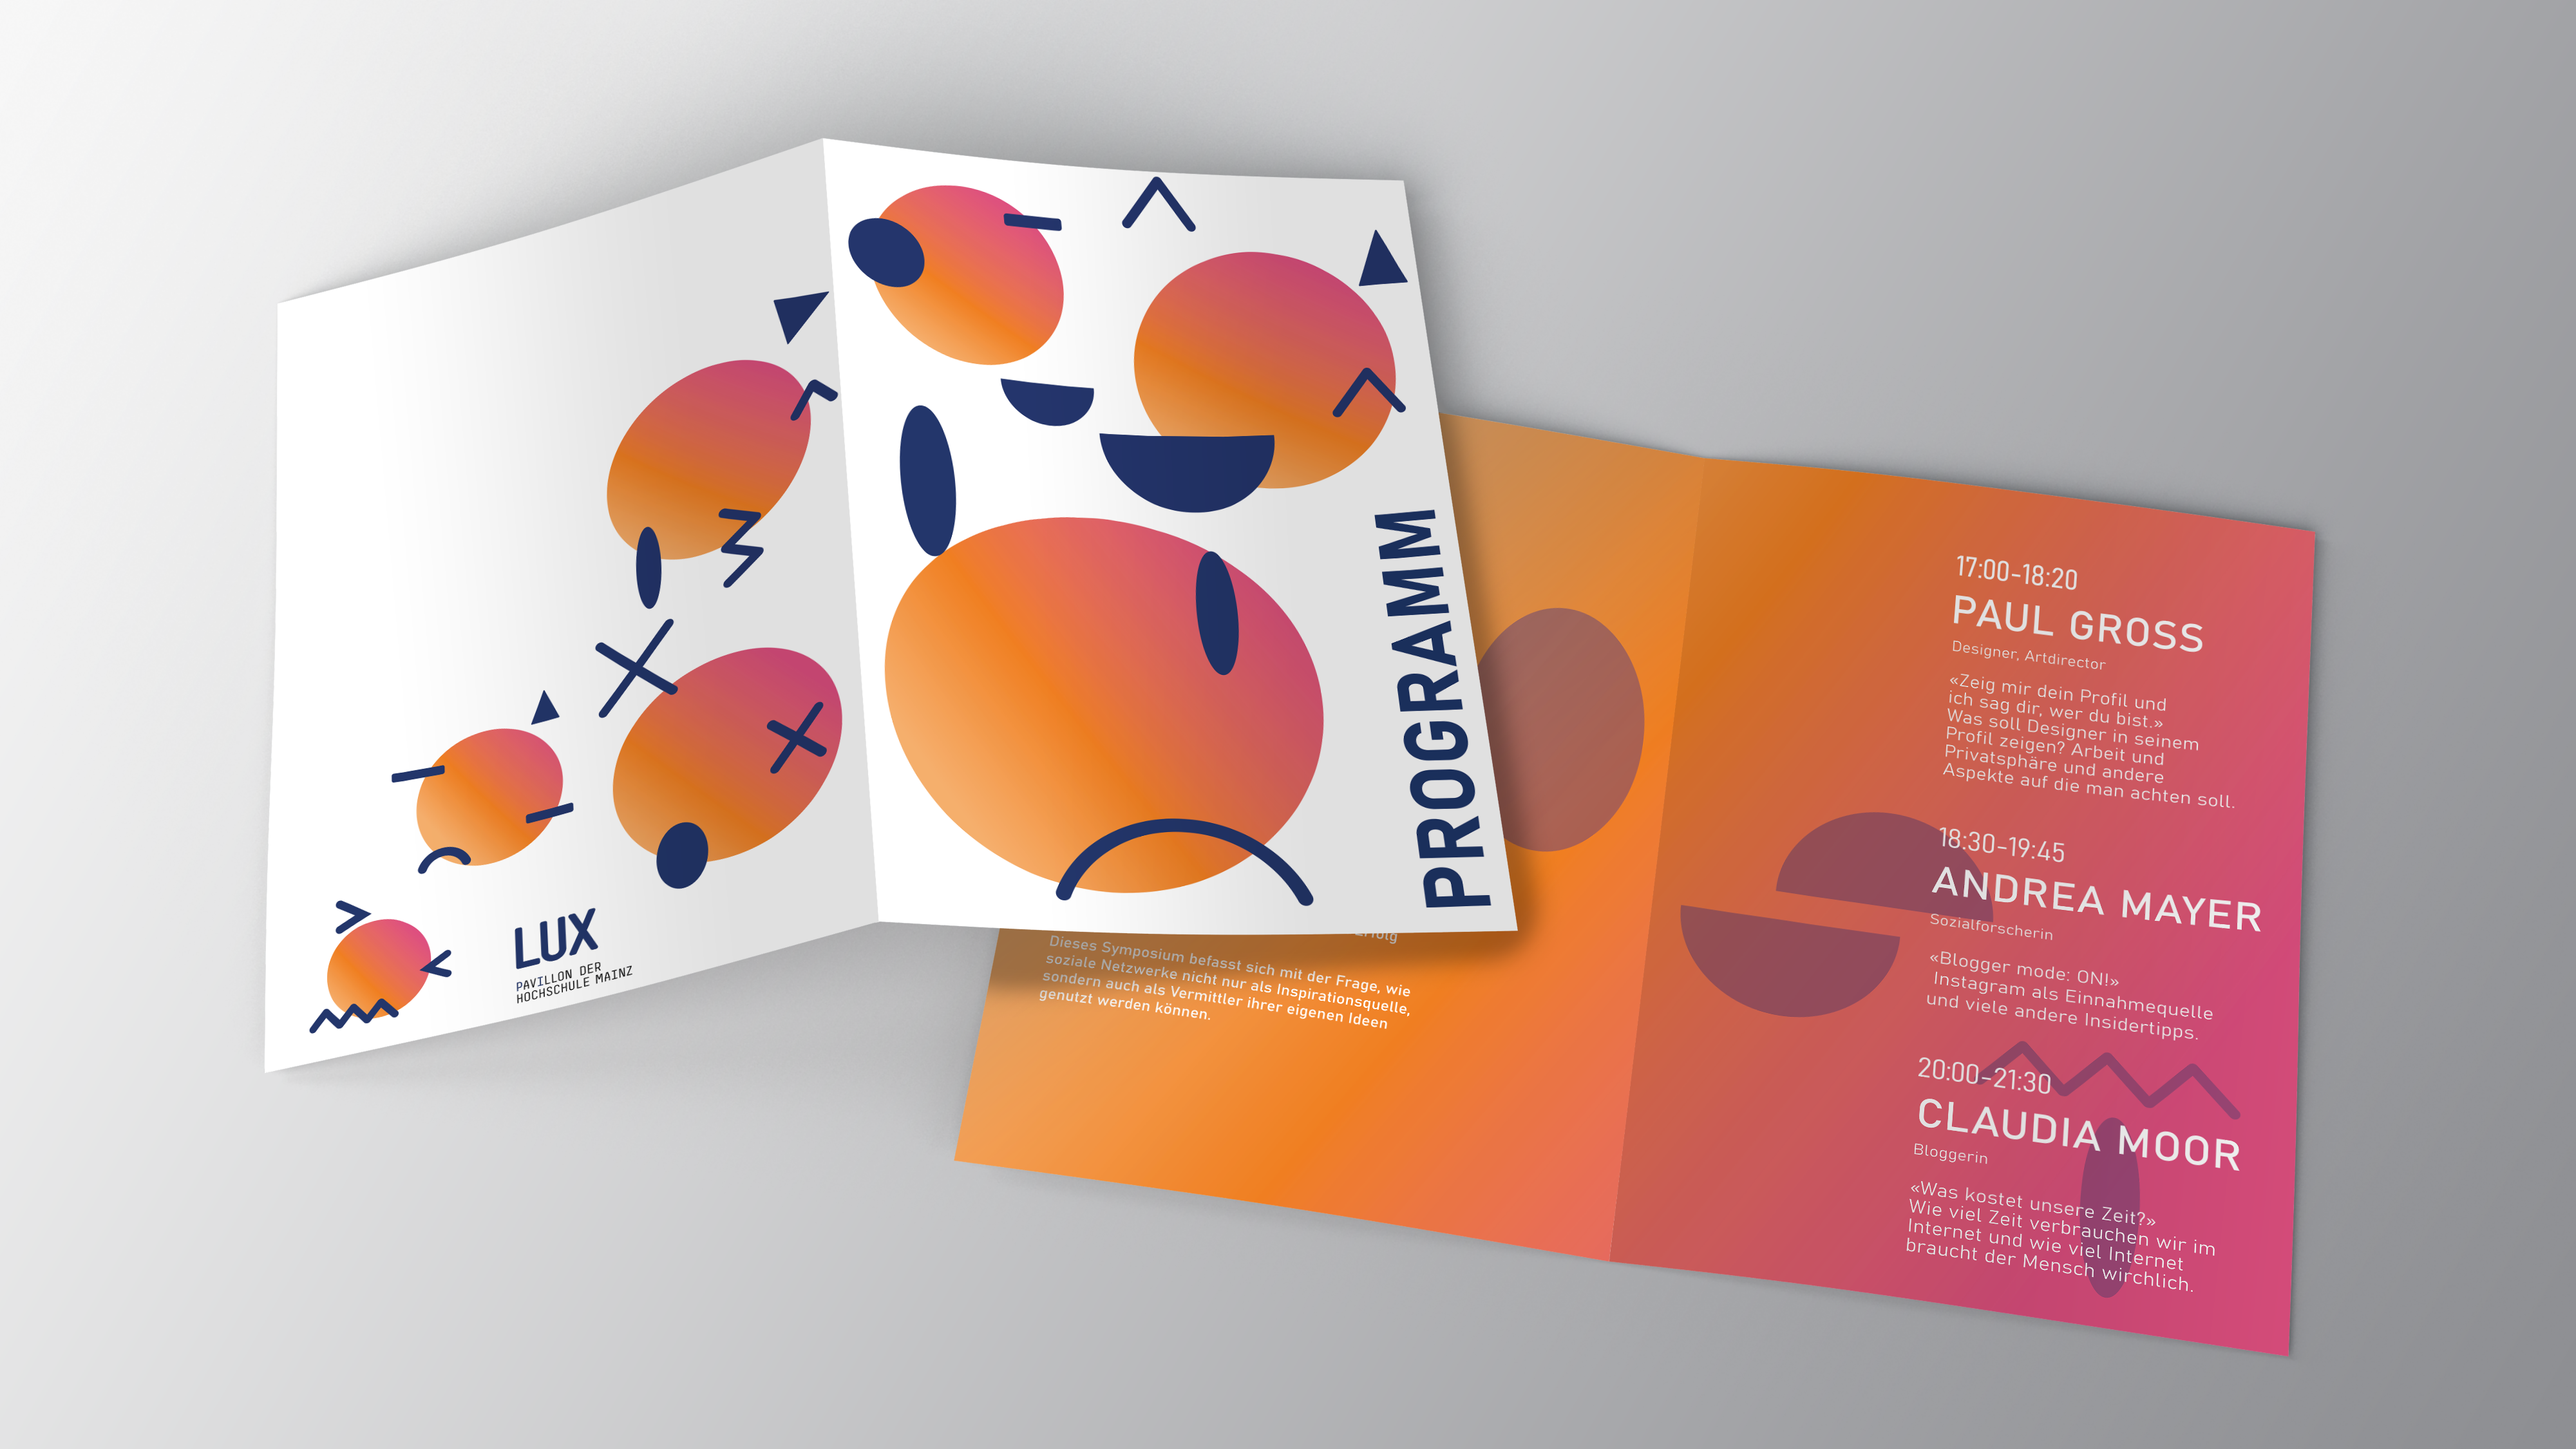 LUX
PAVILLON DER
HOCHSCHULE MAINZ
PROGRAMM
Dieses Symposium befasst sich mit der Frage, wie
soziale Netzwerke nicht nur als Inspirationsquelle,
sondern auch als Vermittler ihrer eigenen Ideen
genutzt werden können.
17:00-18:20
PAUL GROSS
Designer, Artdirector
«Zeig mir dein Profil und
ich sag dir, wer du bist.»
Was soll Designer in seinem
Profil zeigen? Arbeit und
Privatsphäre und andere
Aspekte auf die man achten soll.
18:30-19:45
ANDREA MAYER
Sozialforscherin
«Blogger mode: ON!»
Instagram als Einnahmequelle
und viele andere Insidertipps.
20:00-21:30
CLAUDIA MOOR
Bloggerin
«Was kostet unsere Zeit?»
Wie viel Zeit verbrauchen wir im
Internet und wie viel Internet
braucht der Mensch wirchlich.